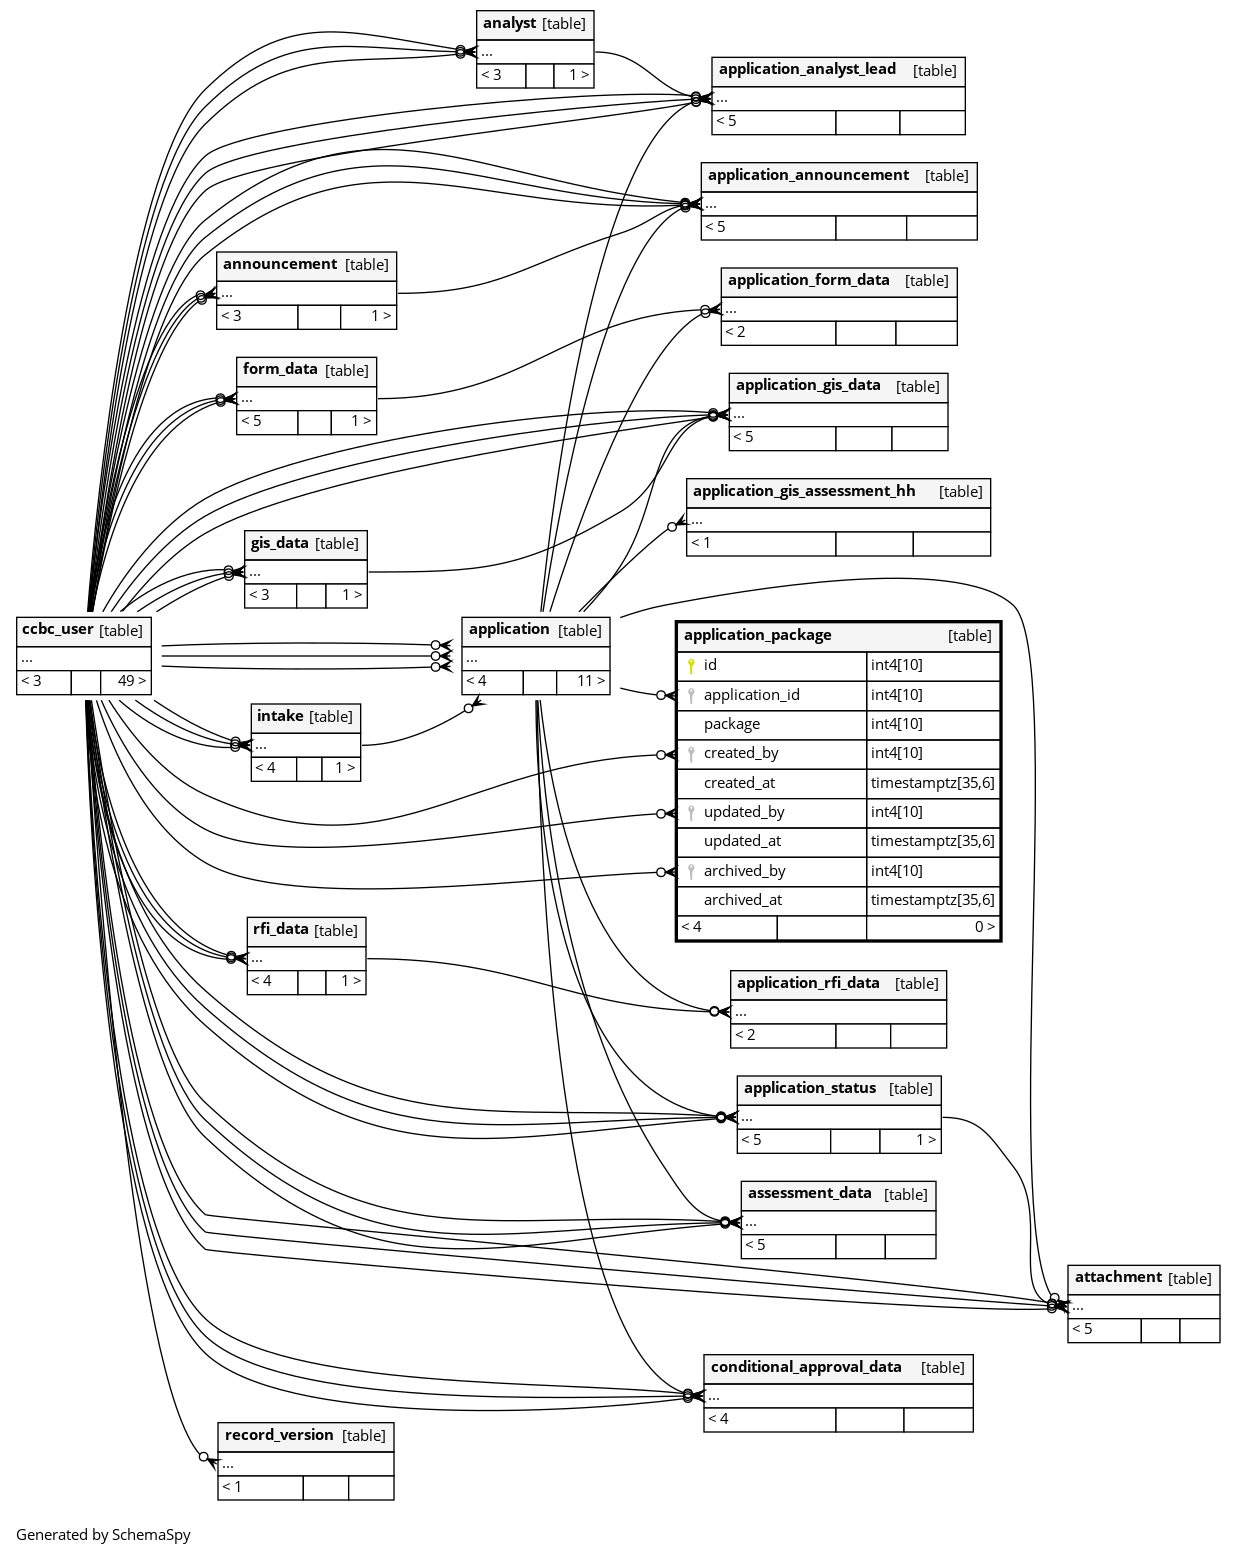 analyst [table]
...
< 3 1 >
application_analyst_lead [table]
...
< 5
application_announcement [table]
...
< 5
announcement [table]
...
< 3 1 >
application_form_data [table]
...
< 2
form_data [table]
...
< 5 1 >
application_gis_data [table]
...
< 5
application_gis_assessment_hh [table]
...
< 1
gis_data [table]
...
< 3 1 >
ccbc_user [table]
...
< 3 49 >
application [table]
...
< 4 11 >
application_package [table]
id int4[10]
application_id int4[10]
package int4[10]
created_by int4[10]
created_at timestamptz[35,6]
updated_by int4[10]
updated_at timestamptz[35,6]
archived_by int4[10]
archived_at timestamptz[35,6]
< 4 0 >
intake [table]
...
< 4 1 >
rfi_data [table]
...
< 4 1 >
application_rfi_data [table]
...
< 2
application_status [table]
...
< 5 1 >
assessment_data [table]
...
< 5
attachment [table]
...
< 5
conditional_approval_data [table]
...
< 4
record_version [table]
...
< 1
Generated by SchemaSpy